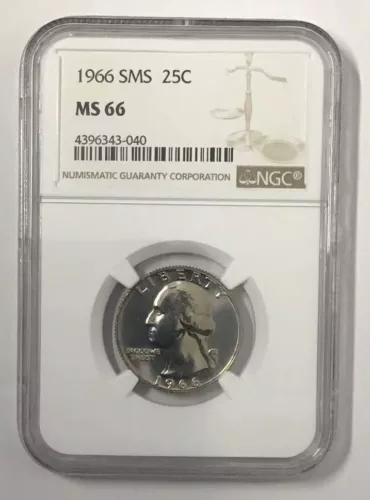 1966 SMS 25C
MS 66
4396343-040
NUMISMATIC GUARANTY CORPORATION
NGC®
LIBERTY
IN GOD WE
TRUST
1966